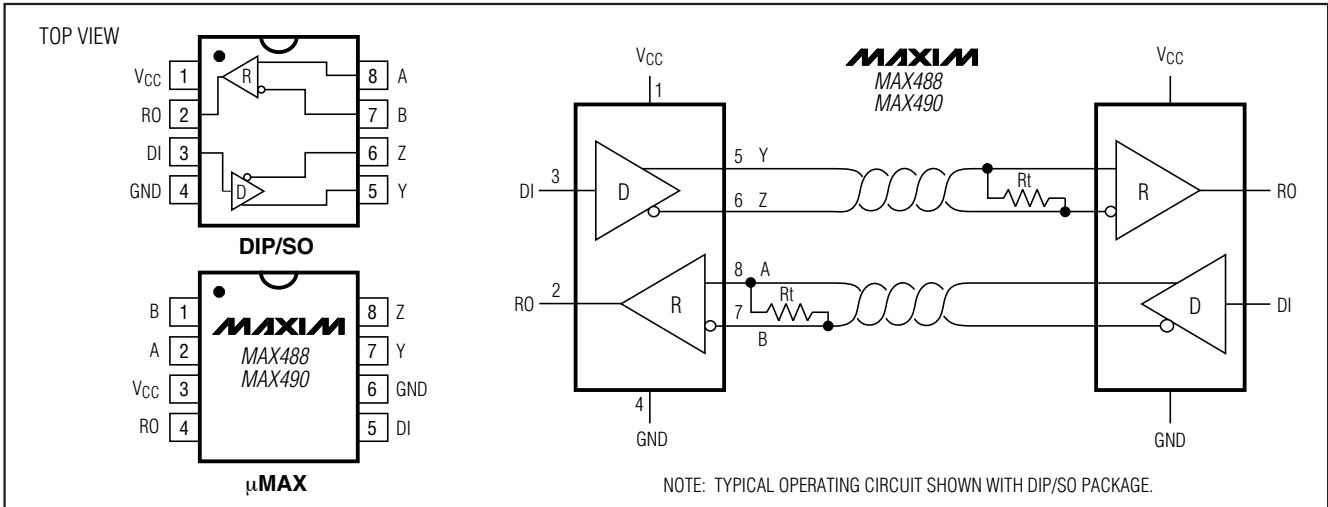 TOP VIEW
VCC 1
RO 2
DI 3
GND 4
8 A
7 B
6 Z
5 Y
R
D
DIP/SO
B 1
A 2
VCC 3
RO 4
8 Z
7 Y
6 GND
5 DI
MAXIM
MAX488
MAX490
µMAX
MAXIM
MAX488
MAX490
VCC
1
VCC
DI 3
D
5 Y
6 Z
Rt
R
RO
RO 2
R
8 A
7
B
Rt
D
DI
4
GND
GND
NOTE: TYPICAL OPERATING CIRCUIT SHOWN WITH DIP/SO PACKAGE.